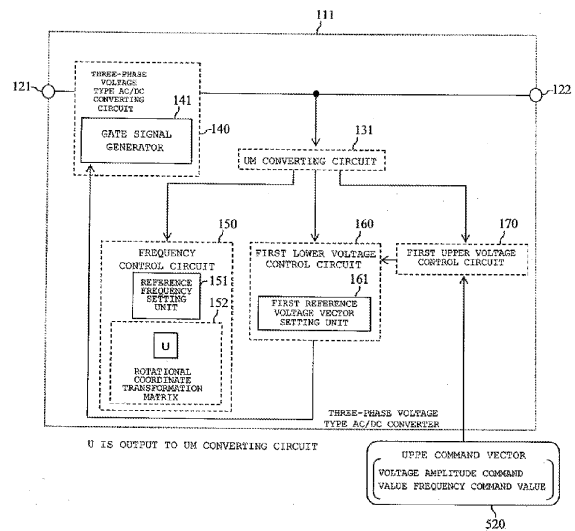 111
121
122
THREE-PHASE
VOLTAGE
TYPE AC/DC
CONVERTING
CIRCUIT
141
GATE SIGNAL
GENERATOR
140
131
UM CONVERTING CIRCUIT
150
FREQUENCY
CONTROL CIRCUIT
REFERENCE
FREQUENCY
SETTING
UNIT
151
152
U
ROTATIONAL
COORDINATE
TRANSFORMATION
MATRIX
160
FIRST LOWER VOLTAGE
CONTROL CIRCUIT
161
FIRST REFERENCE
VOLTAGE VECTOR
SETTING UNIT
170
FIRST UPPER VOLTAGE
CONTROL CIRCUIT
THREE-PHASE VOLTAGE
TYPE AC/DC CONVERTER
U IS OUTPUT TO UM CONVERTING CIRCUIT
UPPE COMMAND VECTOR
VOLTAGE AMPLITUDE COMMAND
VALUE FREQUENCY COMMAND VALUE
520